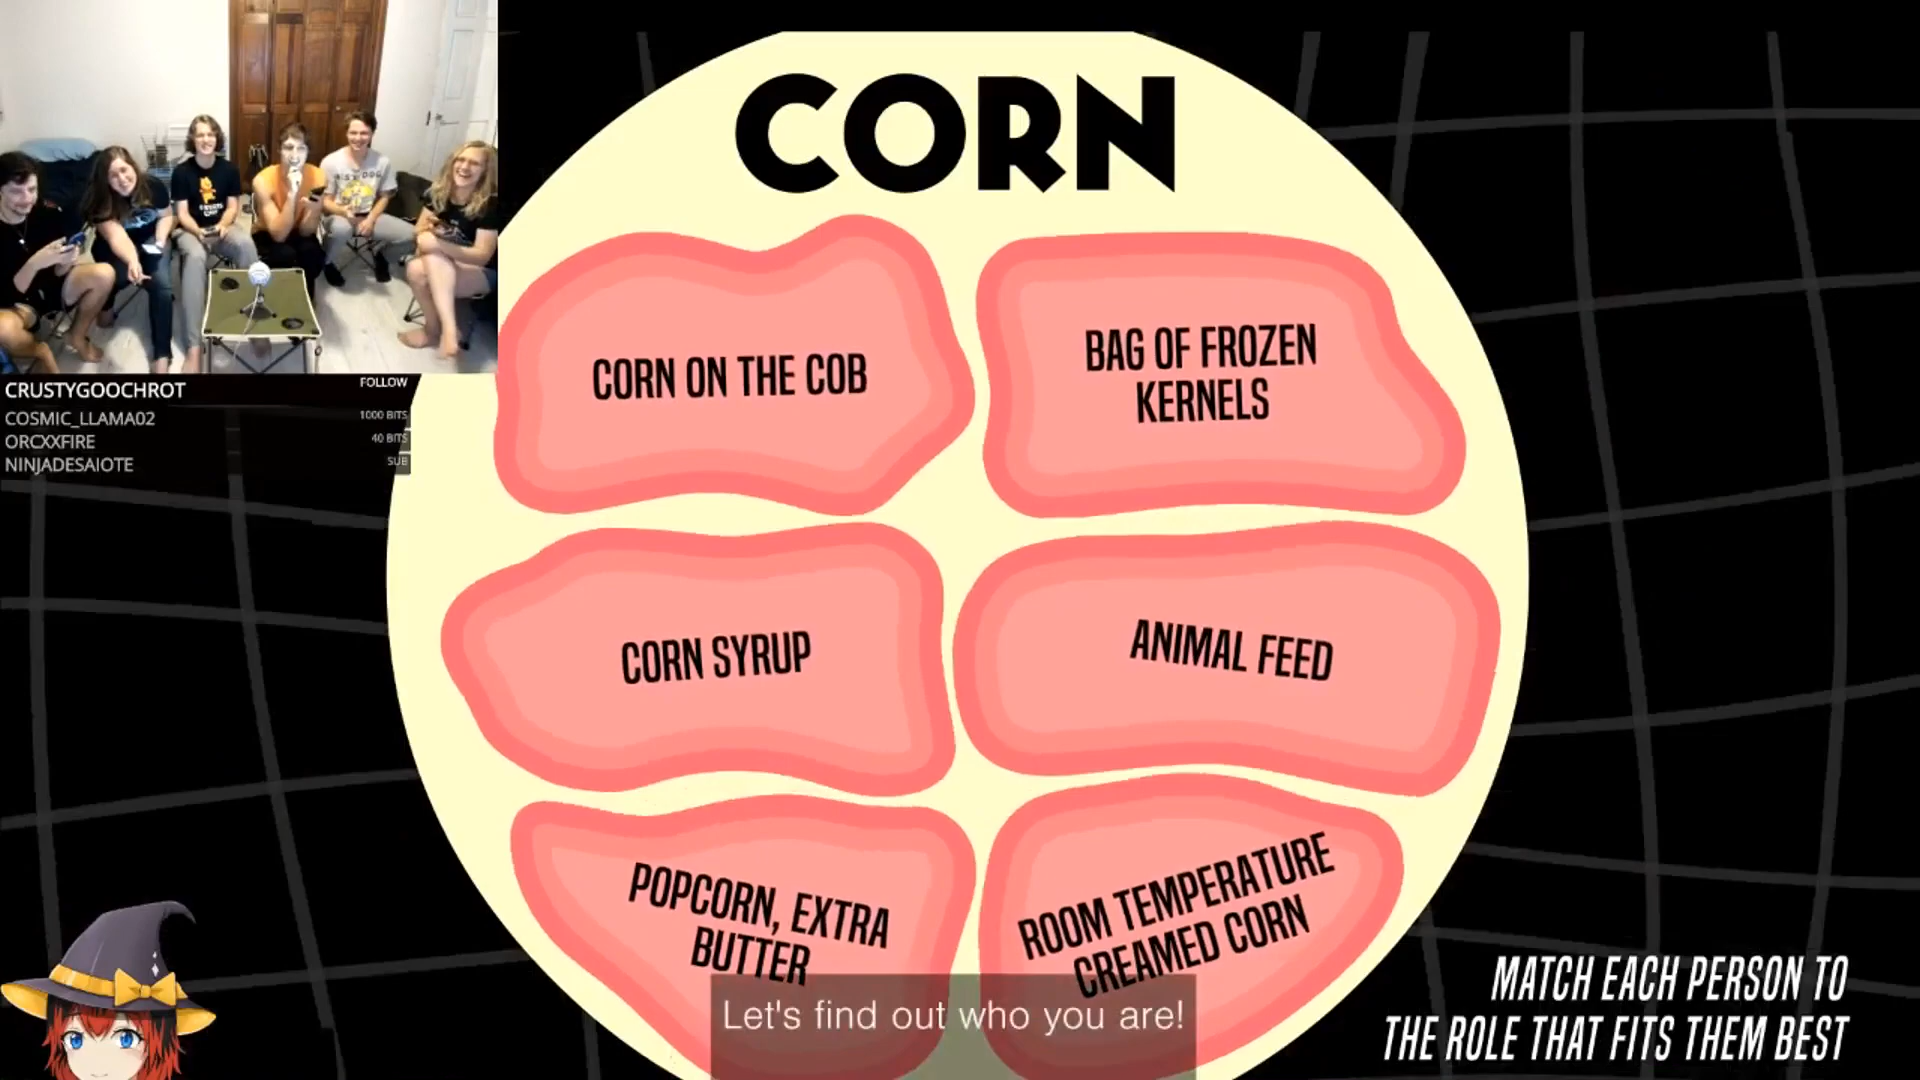 CORN
CORN ON THE COB
BAG OF FROZEN
KERNELS
CRUSTYGOOCHROT FOLLOW
COSMIC_LLAMA02 1000 BITS
ORCXXFIRE 40 BITS
NINJADESAIOTE SUB
CORN SYRUP
ANIMAL FEED
POPCORN, EXTRA
BUTTER
ROOM TEMPERATURE
CREAMED CORN
Let's find out who you are!
MATCH EACH PERSON TO
THE ROLE THAT FITS THEM BEST